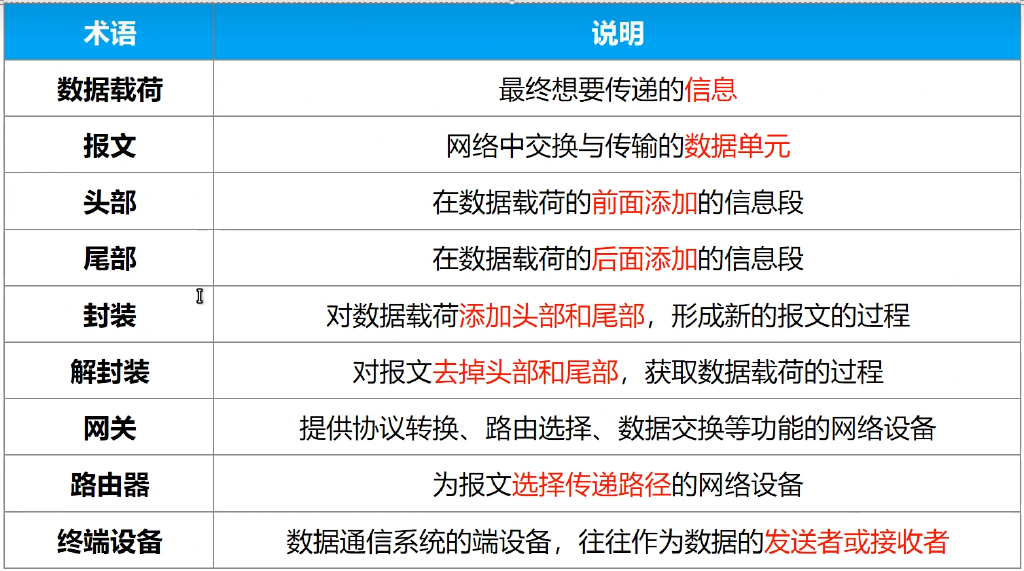 术语 说明
数据载荷 最终想要传递的信息
报文 网络中交换与传输的数据单元
头部 在数据载荷的前面添加的信息段
尾部 在数据载荷的后面添加的信息段
封装 对数据载荷添加头部和尾部，形成新的报文的过程
解封装 对报文去掉头部和尾部，获取数据载荷的过程
网关 提供协议转换、路由选择、数据交换等功能的网络设备
路由器 为报文选择传递路径的网络设备
终端设备 数据通信系统的端设备，往往作为数据的发送者或接收者